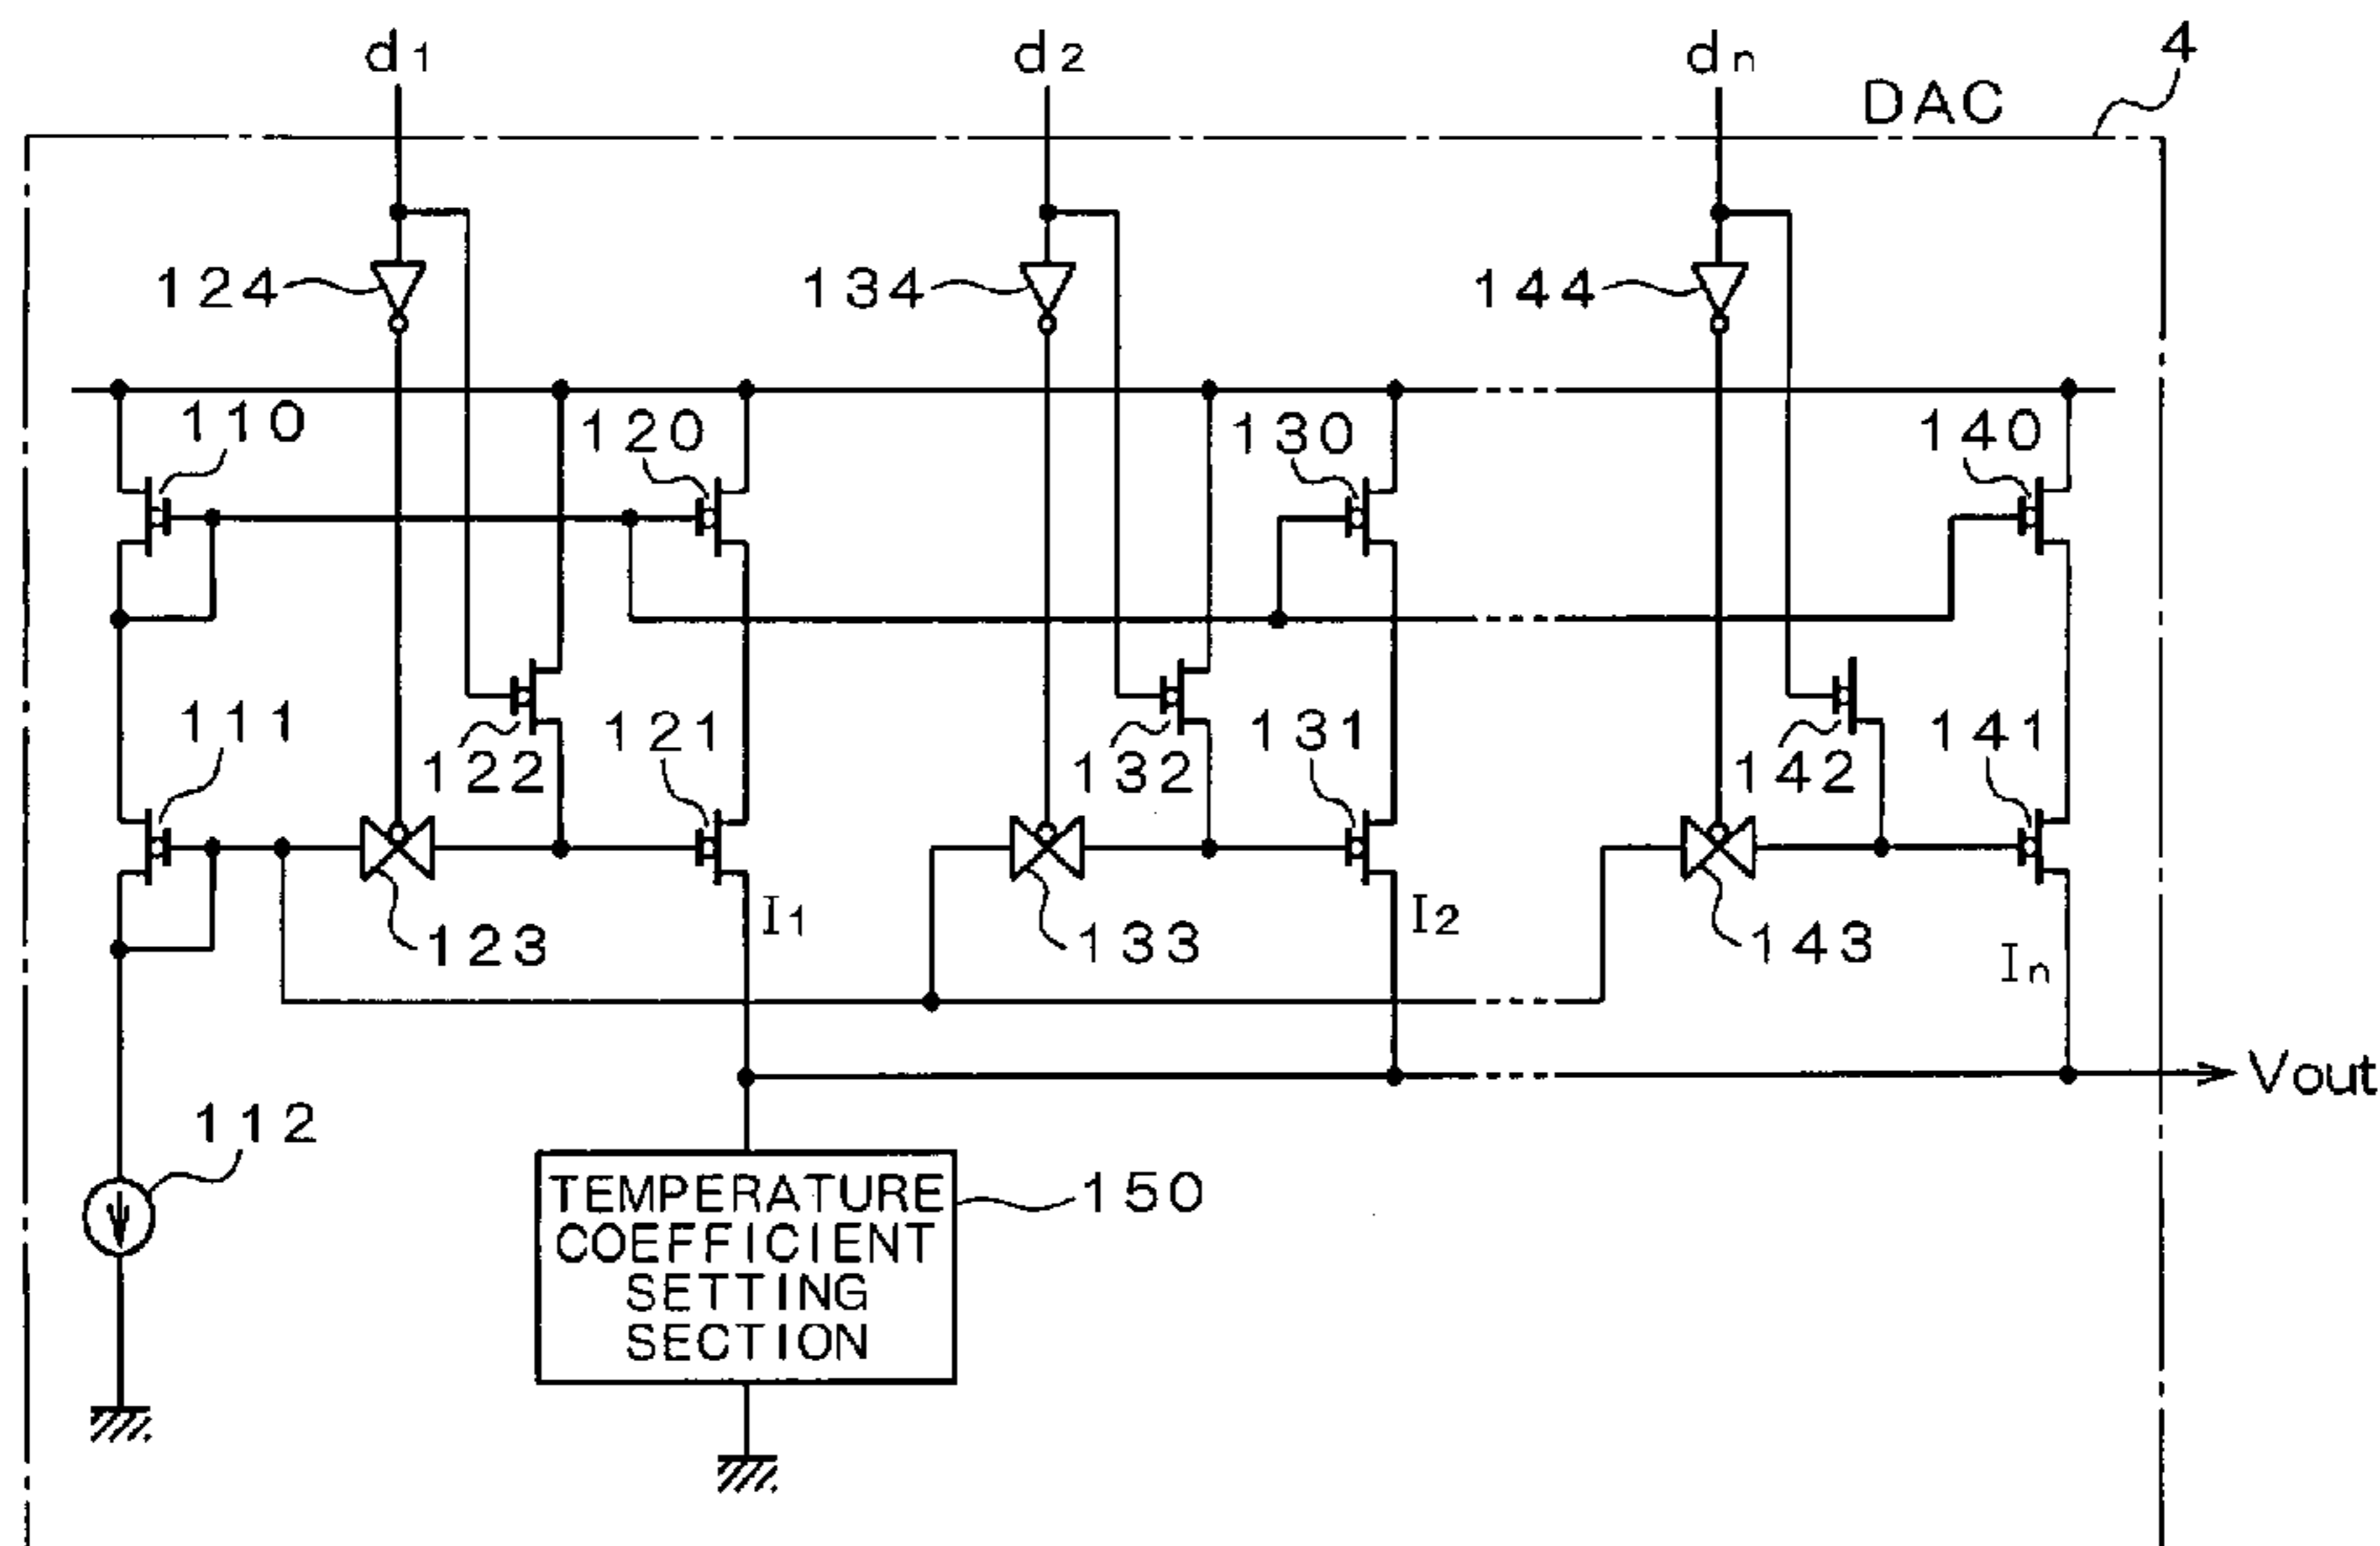 d1
d2
dn
DAC
4
124
134
144
110
120
130
140
111
122
121
132
131
142
141
123
I1
133
I2
143
In
Vout
112
TEMPERATURE
COEFFICIENT
SETTING
SECTION
150